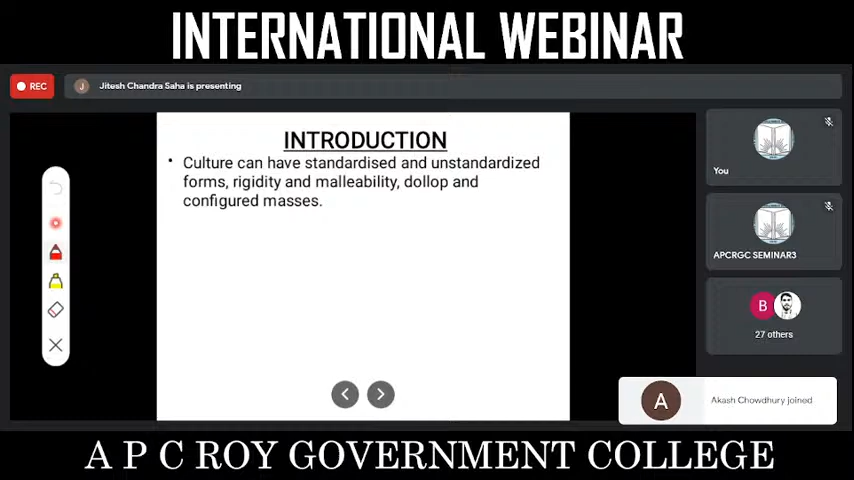 INTERNATIONAL WEBINAR
REC
J
Jitesh Chandra Saha is presenting
INTRODUCTION
• Culture can have standardised and unstandardized
forms, rigidity and malleability, dollop and
configured masses.
You
APCRGC SEMINAR3
B
27 others
A
Akash Chowdhury joined
A P C ROY GOVERNMENT COLLEGE